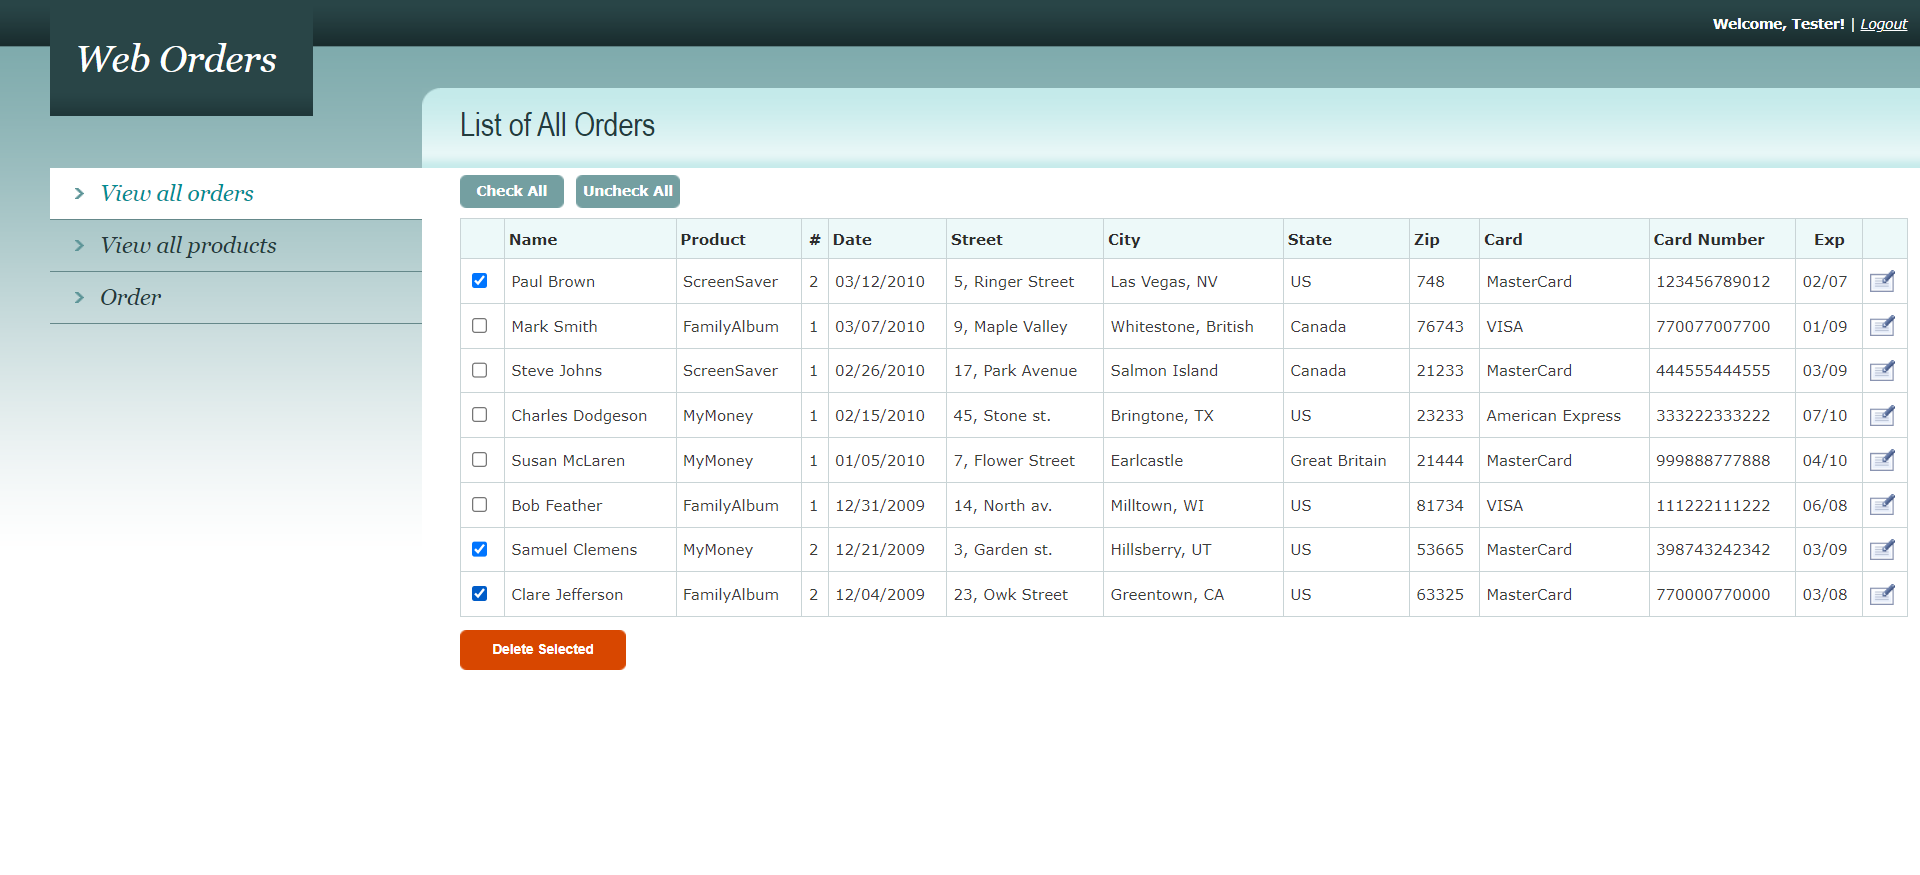 Welcome, Tester! | Logout
Web Orders
List of All Orders
View all orders
View all products
Order
Check All Uncheck All
Name Product # Date Street City State Zip Card Card Number Exp
Paul Brown ScreenSaver 2 03/12/2010 5, Ringer Street Las Vegas, NV US 748 MasterCard 123456789012 02/07
Mark Smith FamilyAlbum 1 03/07/2010 9, Maple Valley Whitestone, British Canada 76743 VISA 770077007700 01/09
Steve Johns ScreenSaver 1 02/26/2010 17, Park Avenue Salmon Island Canada 21233 MasterCard 444555444555 03/09
Charles Dodgeson MyMoney 1 02/15/2010 45, Stone st. Bringtone, TX US 23233 American Express 333222333222 07/10
Susan McLaren MyMoney 1 01/05/2010 7, Flower Street Earlcastle Great Britain 21444 MasterCard 999888777888 04/10
Bob Feather FamilyAlbum 1 12/31/2009 14, North av. Milltown, WI US 81734 VISA 111222111222 06/08
Samuel Clemens MyMoney 2 12/21/2009 3, Garden st. Hillsberry, UT US 53665 MasterCard 398743242342 03/09
Clare Jefferson FamilyAlbum 2 12/04/2009 23, Owk Street Greentown, CA US 63325 MasterCard 770000770000 03/08
Delete Selected